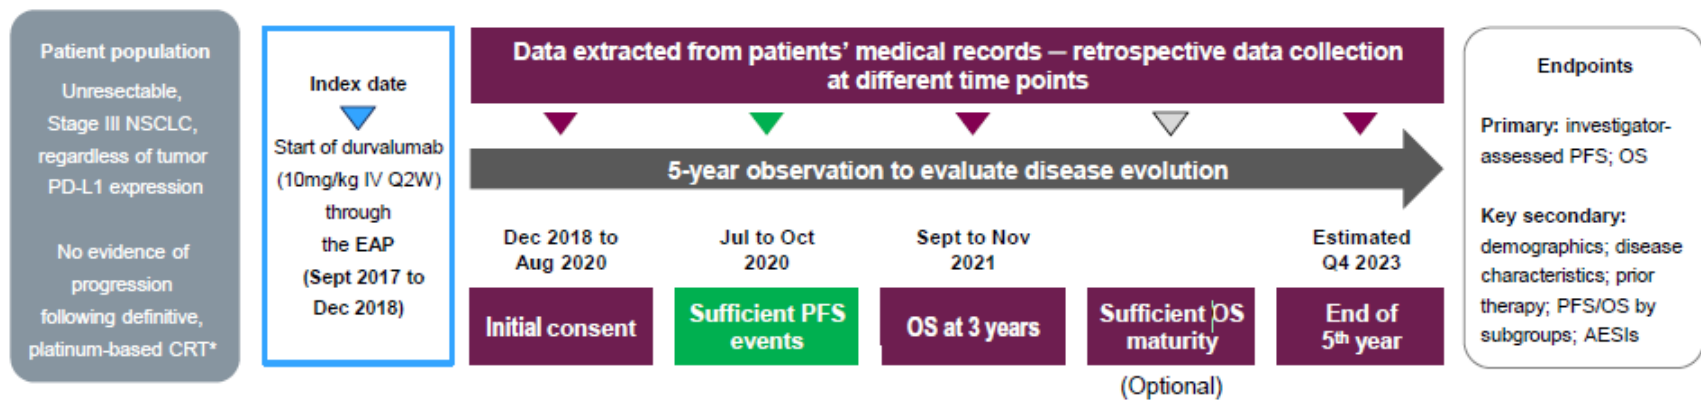 Patient population
Unresectable,
Stage III NSCLC,
regardless of tumor
PD-L1 expression
No evidence of
progression
following definitive,
platinum-based CRT*
Index date
Start of durvalumab
(10mg/kg IV Q2W)
through
the EAP
(Sept 2017 to
Dec 2018)
Data extracted from patients’ medical records — retrospective data collection
at different time points
5-year observation to evaluate disease evolution
Dec 2018 to
Aug 2020
Initial consent
Jul to Oct
2020
Sufficient PFS
events
Sept to Nov
2021
OS at 3 years
Sufficient OS
maturity
(Optional)
Estimated
Q4 2023
End of
5th year
Endpoints
Primary: investigator-
assessed PFS; OS
Key secondary:
demographics; disease
characteristics; prior
therapy; PFS/OS by
subgroups; AESIs